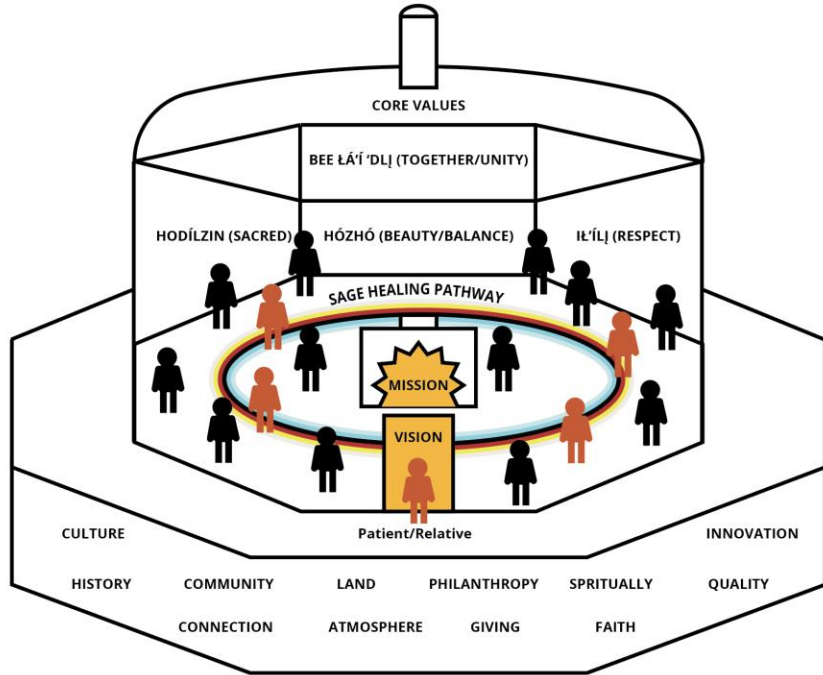 CORE VALUES
BEE ŁÁ'Í 'DLĮ (TOGETHER/UNITY)
HODÍLZIN (SACRED)
HÓZHÓ (BEAUTY/BALANCE)
IŁ'ÍLĮ (RESPECT)
SAGE HEALING PATHWAY
MISSION
VISION
CULTURE
Patient/Relative
INNOVATION
HISTORY
COMMUNITY
LAND
PHILANTHROPY
SPRITUALLY
QUALITY
CONNECTION
ATMOSPHERE
GIVING
FAITH